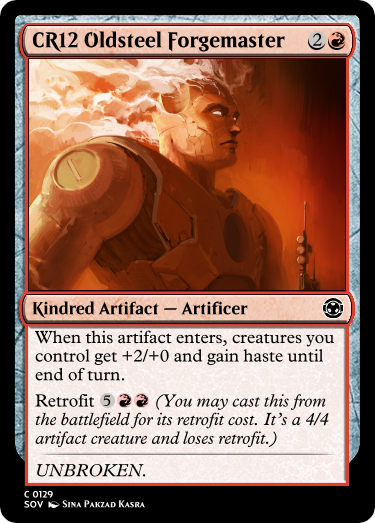 CR12 Oldsteel Forgemaster 2
Kindred Artifact — Artificer
When this artifact enters, creatures you
control get +2/+0 and gain haste until
end of turn.
Retrofit 5 (You may cast this from
the battlefield for its retrofit cost. It's a 4/4
artifact creature and loses retrofit.)
UNBROKEN.
C 0129
SOV Sina Pakzad Kasra